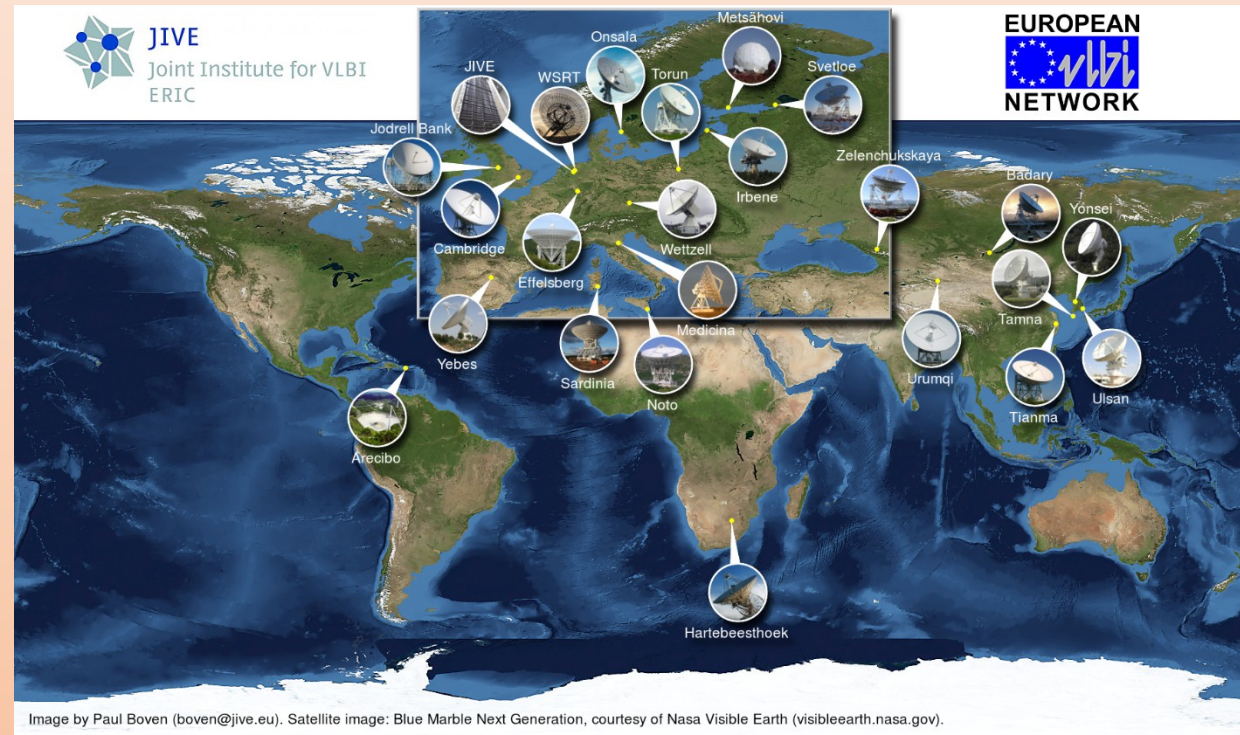 JIVE
Joint Institute for VLBI
ERIC
EUROPEAN
vlbi
NETWORK
Metsähovi
Onsala
JIVE
WSRT
Torun
Svetloe
Jodrell Bank
Zelenchukskaya
Badary
Irbene
Yonsei
Cambridge
Wettzell
Effelsberg
Medicina
Tamna
Yebes
Sardinia
Noto
Urumqi
Tianma
Ulsan
Arecibo
Hartebeesthoek
Image by Paul Boven (boven@jive.eu). Satellite image: Blue Marble Next Generation, courtesy of Nasa Visible Earth (visibleearth.nasa.gov).